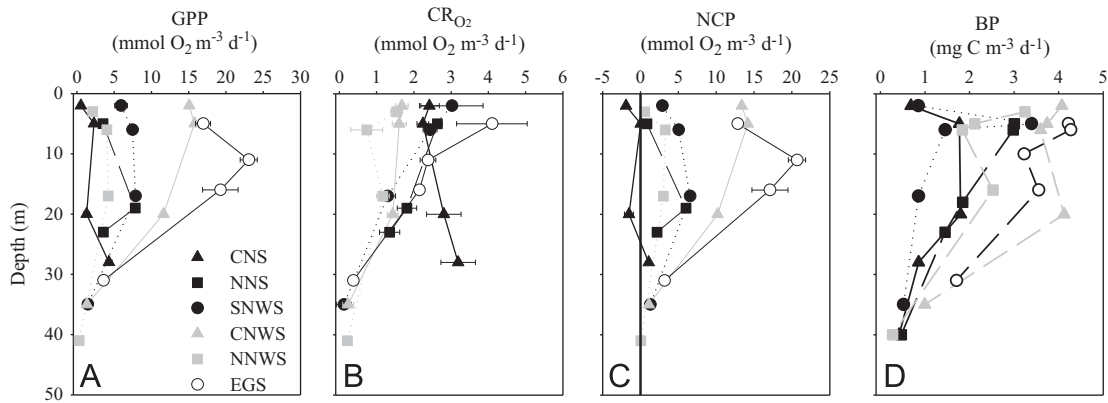 GPP
(mmol O₂ m⁻³ d⁻¹)
0 5 10 15 20 25 30
CR_O₂
(mmol O₂ m⁻³ d⁻¹)
0 1 2 3 4 5 6
NCP
(mmol O₂ m⁻³ d⁻¹)
-5 0 5 10 15 20 25
BP
(mg C m⁻³ d⁻¹)
0 1 2 3 4 5
Depth (m)
0
10
20
30
40
50
CNS
NNS
SNWS
CNWS
NNWS
EGS
A
B
C
D